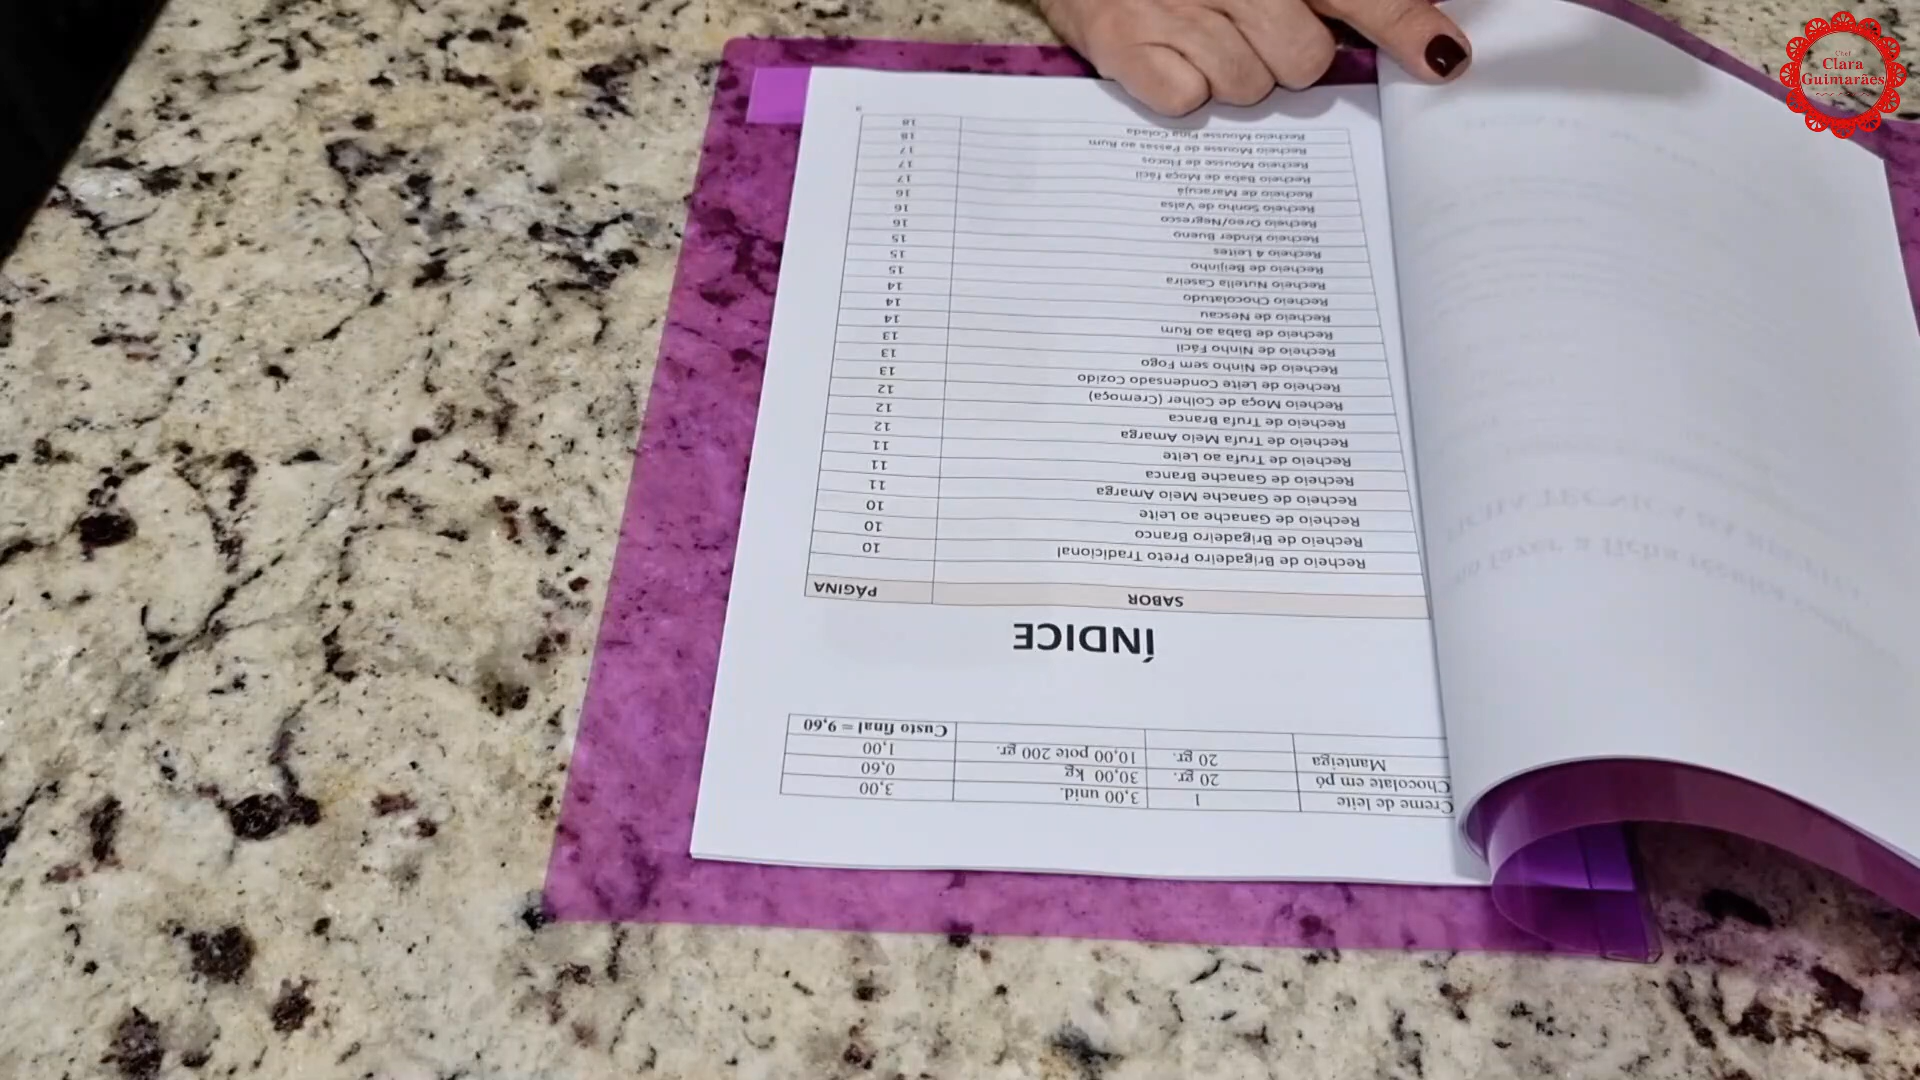 Creme de leite 1 3,00 unid. 3,00
Chocolate em pó 20 gr. 30,00 kg 0,60
Manteiga 20 gr. 10,00 pote 200 gr. 1,00
Custo final = 9,60
ÍNDICE
SABOR PÁGINA
Recheio de Brigadeiro Preto Tradicional 10
Recheio de Brigadeiro Branco 10
Recheio de Ganache ao Leite 10
Recheio de Ganache Meio Amarga 11
Recheio de Ganache Branca 11
Recheio de Trufa ao Leite 11
Recheio de Trufa Meio Amarga 12
Recheio de Trufa Branca 12
Recheio Moça de Colher (Cremoça) 12
Recheio de Leite Condensado Cozido 13
Recheio de Ninho sem Fogo 13
Recheio de Ninho Fácil 13
Recheio de Baba ao Rum 14
Recheio de Nescau 14
Recheio Chocolatudo 14
Recheio Nutella Caseira 15
Recheio de Beijinho 15
Recheio 4 Leites 15
Recheio Kinder Bueno 16
Recheio Oreo/Negresco 16
Recheio Sonho de Valsa 16
Recheio de Maracujá 17
Recheio Baba de Moça fácil 17
Recheio Mousse de Flocos 17
Recheio Mousse de Passas ao Rum 18
Recheio Mousse Pina Colada 18
Chef
Clara
Guimarães